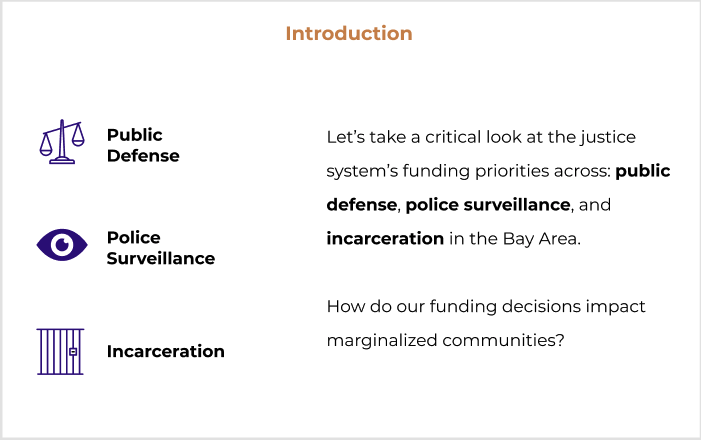 Introduction
Public
Defense
Police
Surveillance
Incarceration
Let’s take a critical look at the justice
system’s funding priorities across: public
defense, police surveillance, and
incarceration in the Bay Area.
How do our funding decisions impact
marginalized communities?